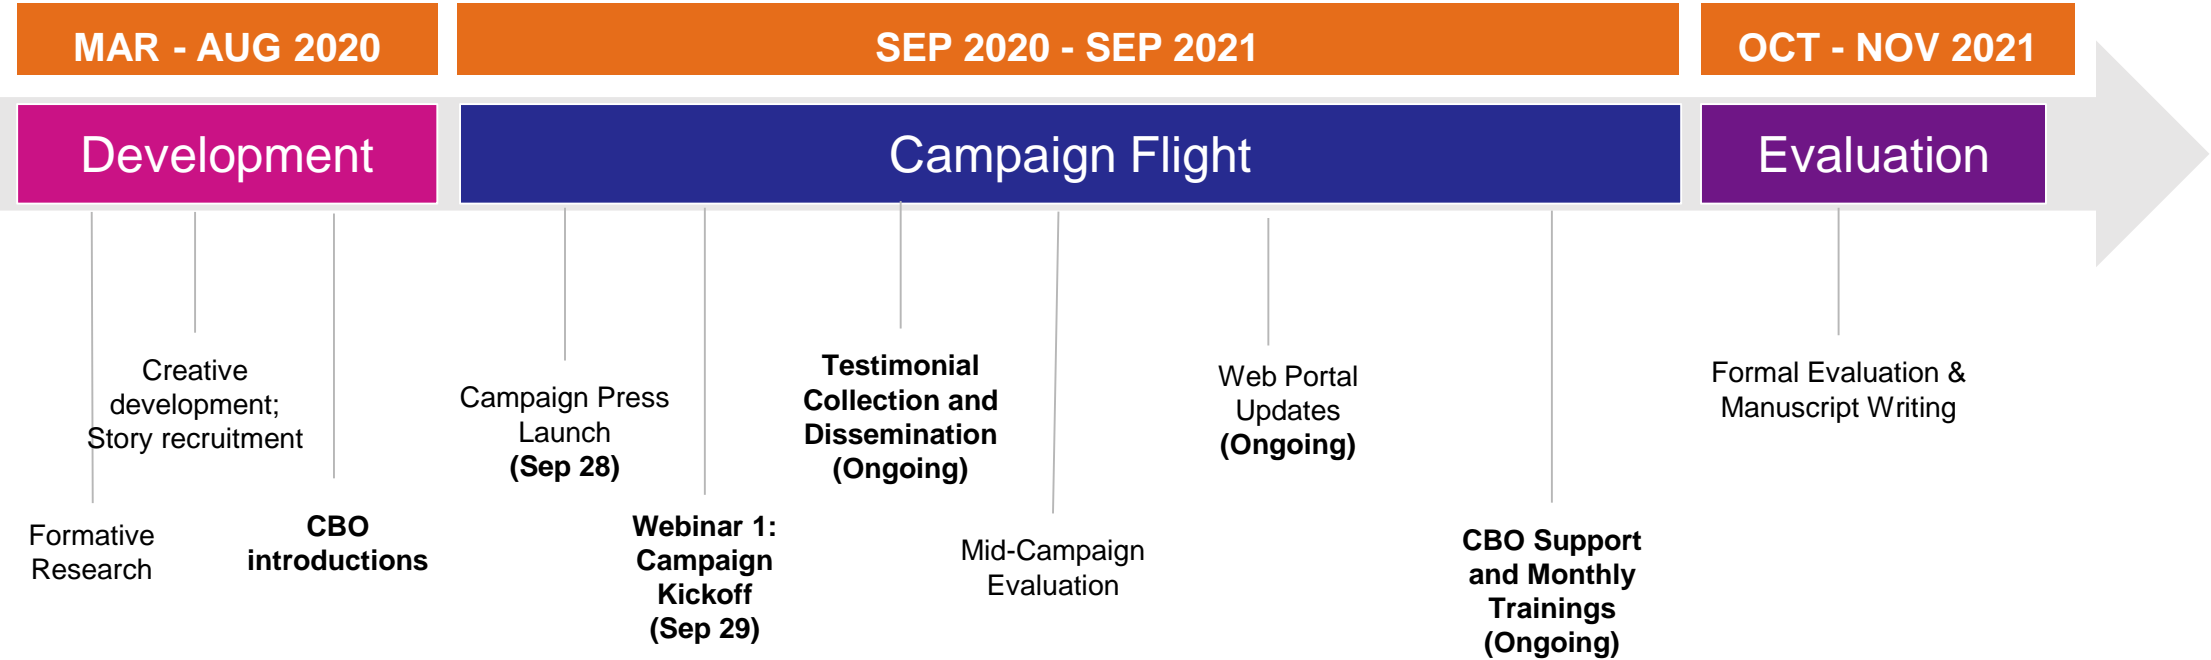 MAR - AUG 2020
SEP 2020 - SEP 2021
OCT - NOV 2021
Development
Campaign Flight
Evaluation
Formative
Research
Creative
development;
Story recruitment
CBO
introductions
Campaign Press
Launch
(Sep 28)
Webinar 1:
Campaign
Kickoff
(Sep 29)
Testimonial
Collection and
Dissemination
(Ongoing)
Mid-Campaign
Evaluation
Web Portal
Updates
(Ongoing)
CBO Support
and Monthly
Trainings
(Ongoing)
Formal Evaluation &
Manuscript Writing